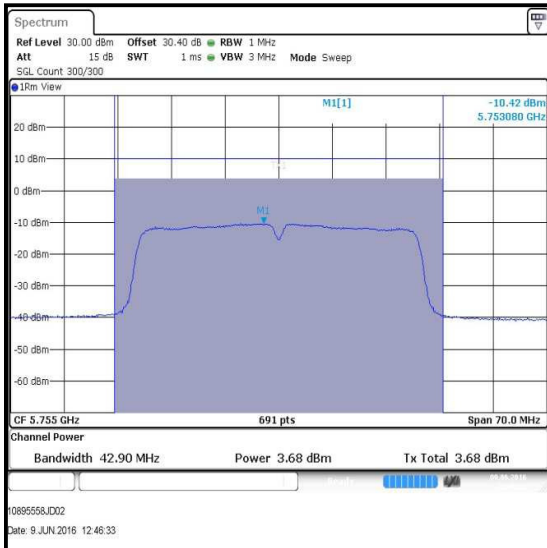 Spectrum
Ref Level 30.00 dBm Offset 30.40 dB RBW 1 MHz
Att 15 dB SWT 1 ms VBW 3 MHz Mode Sweep
SGL Count 300/300
1Rm View
M1[1] -10.42 dBm
5.753080 GHz
20 dBm
10 dBm
0 dBm
M1
-10 dBm
-20 dBm
-30 dBm
-40 dBm
-50 dBm
-60 dBm
CF 5.755 GHz 691 pts Span 70.0 MHz
Channel Power
Bandwidth 42.90 MHz Power 3.68 dBm Tx Total 3.68 dBm
Ready
10895558JD02
Date: 9.JUN.2016 12:46:33